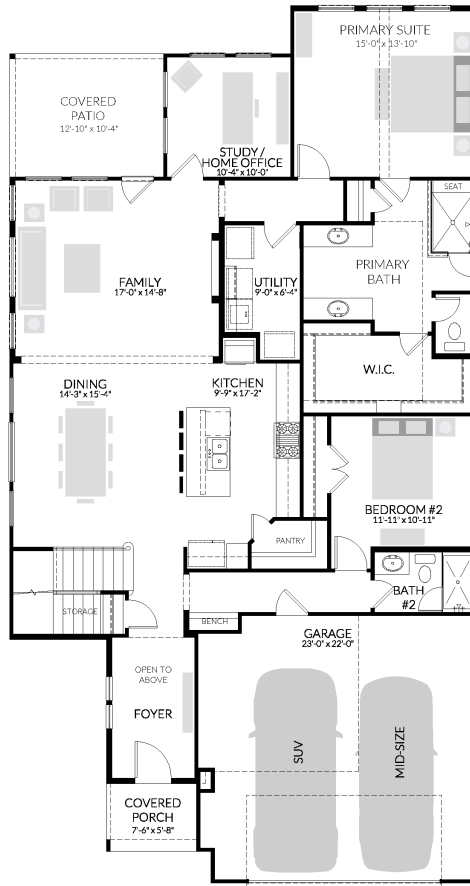 PRIMARY SUITE
15'-0" x 13'-10"
COVERED
PATIO
12'-10" x 10'-4"
STUDY /
HOME OFFICE
10'-4" x 10'-0"
SEAT
FAMILY
17'-0" x 14'-8"
UTILITY
9'-0" x 6'-4"
PRIMARY
BATH
W.I.C.
DINING
14'-3" x 15'-4"
KITCHEN
9'-9" x 17'-2"
BEDROOM #2
11'-11" x 10'-11"
PANTRY
BATH
#2
STORAGE
BENCH
GARAGE
23'-0" x 22'-0"
OPEN TO
ABOVE
FOYER
SUV
MID-SIZE
COVERED
PORCH
7'-6" x 5'-8"